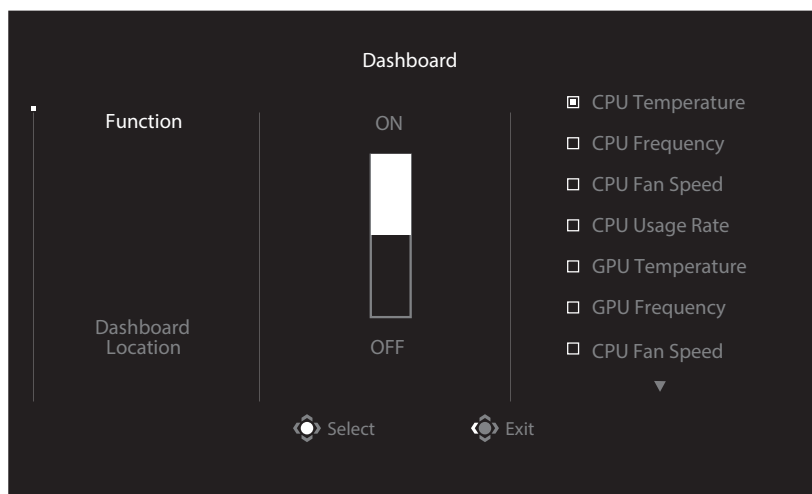 Dashboard
Function
Dashboard
Location
ON
OFF
CPU Temperature
CPU Frequency
CPU Fan Speed
CPU Usage Rate
GPU Temperature
GPU Frequency
CPU Fan Speed
Select
Exit